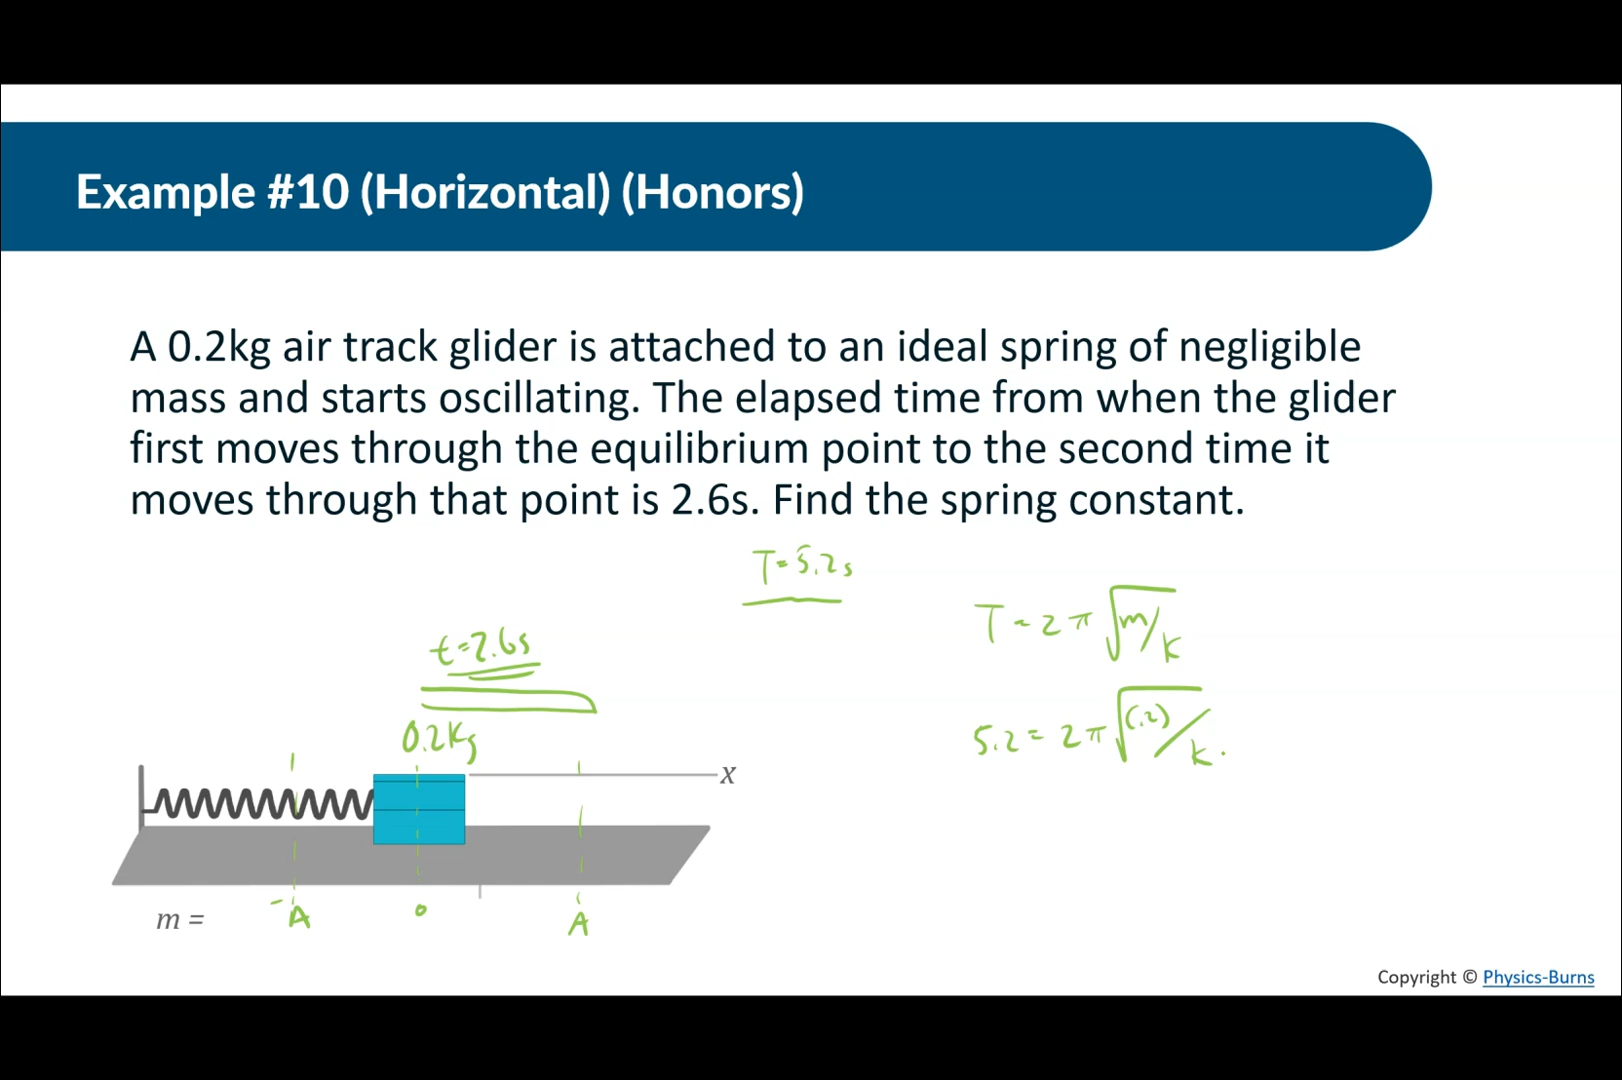 Example #10 (Horizontal) (Honors)
A 0.2kg air track glider is attached to an ideal spring of negligible
mass and starts oscillating. The elapsed time from when the glider
first moves through the equilibrium point to the second time it
moves through that point is 2.6s. Find the spring constant.
T=5.2s
T=2π√m/k
t=2.6s
5.2=2π√(.2)/k.
0.2Kg
x
-A 0 A
m =
Copyright © Physics-Burns